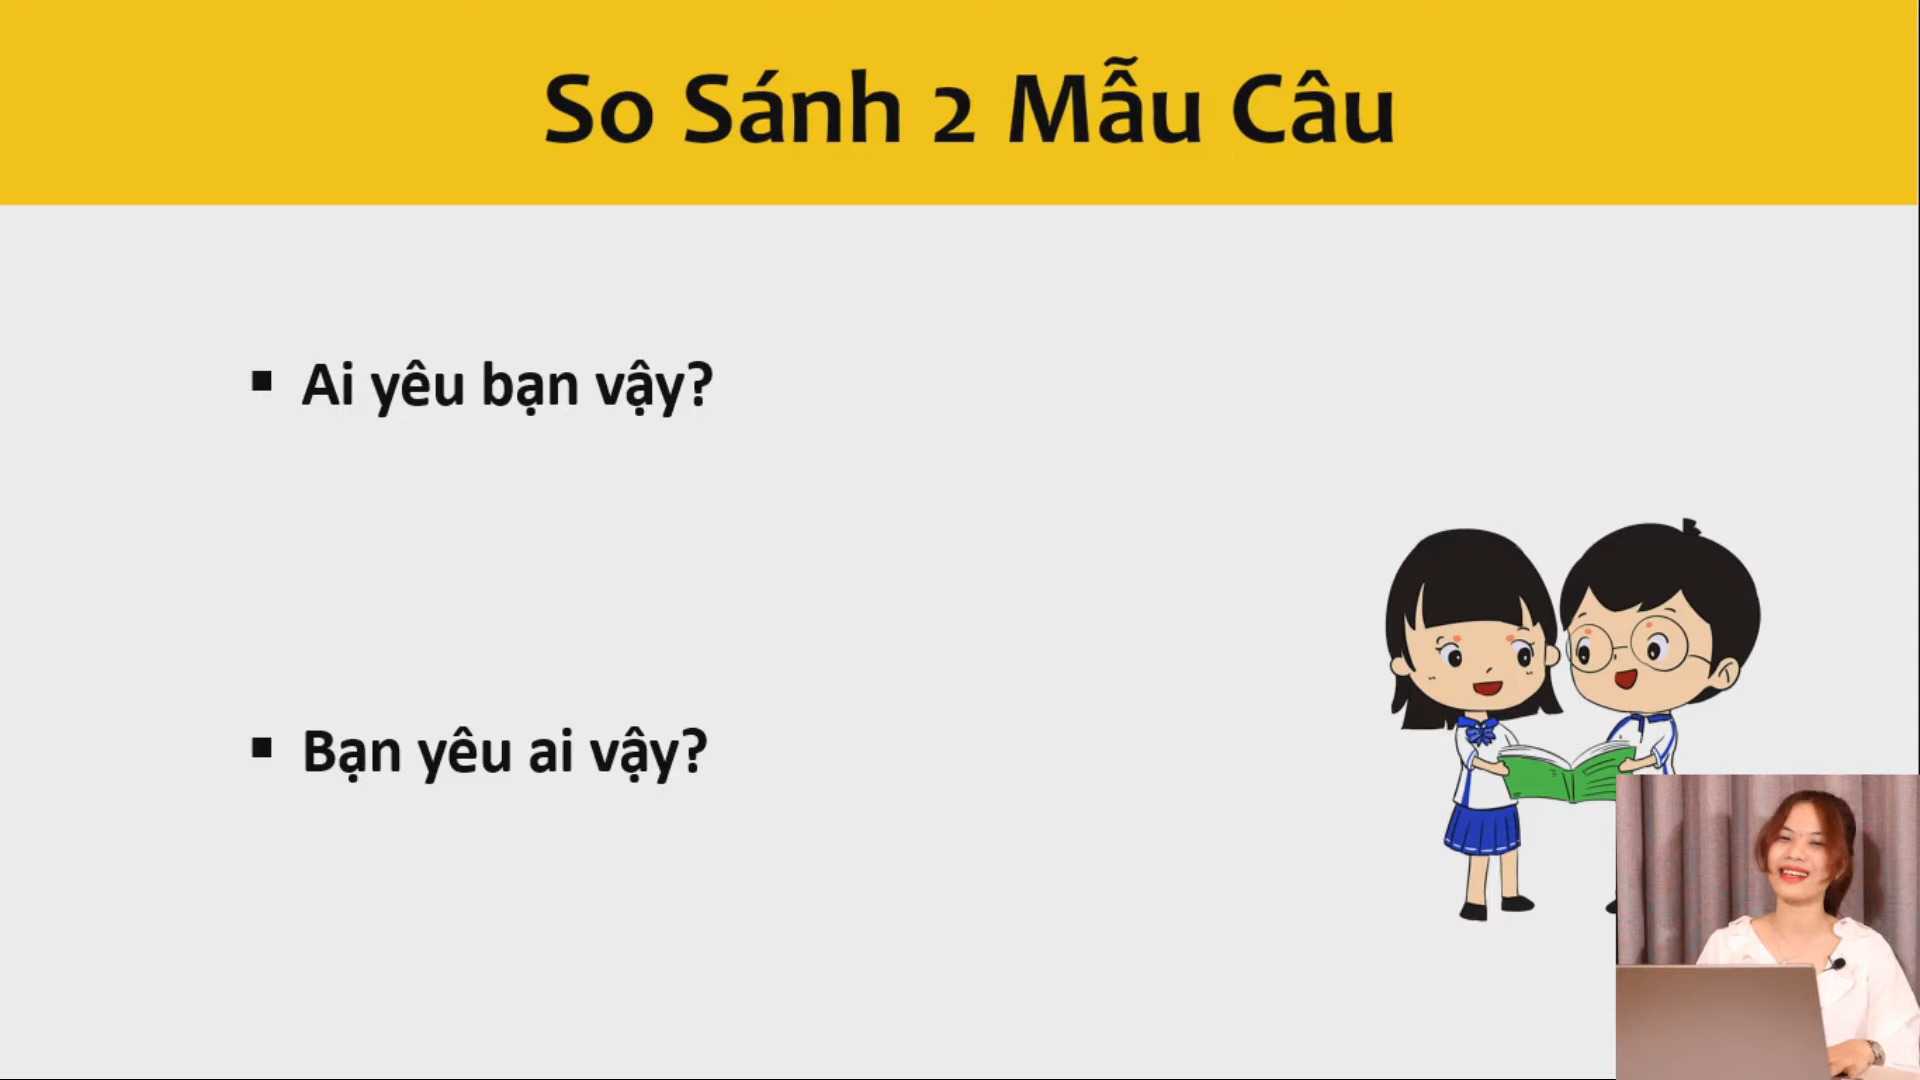 So Sánh 2 Mẫu Câu
▪ Ai yêu bạn vậy?
▪ Bạn yêu ai vậy?